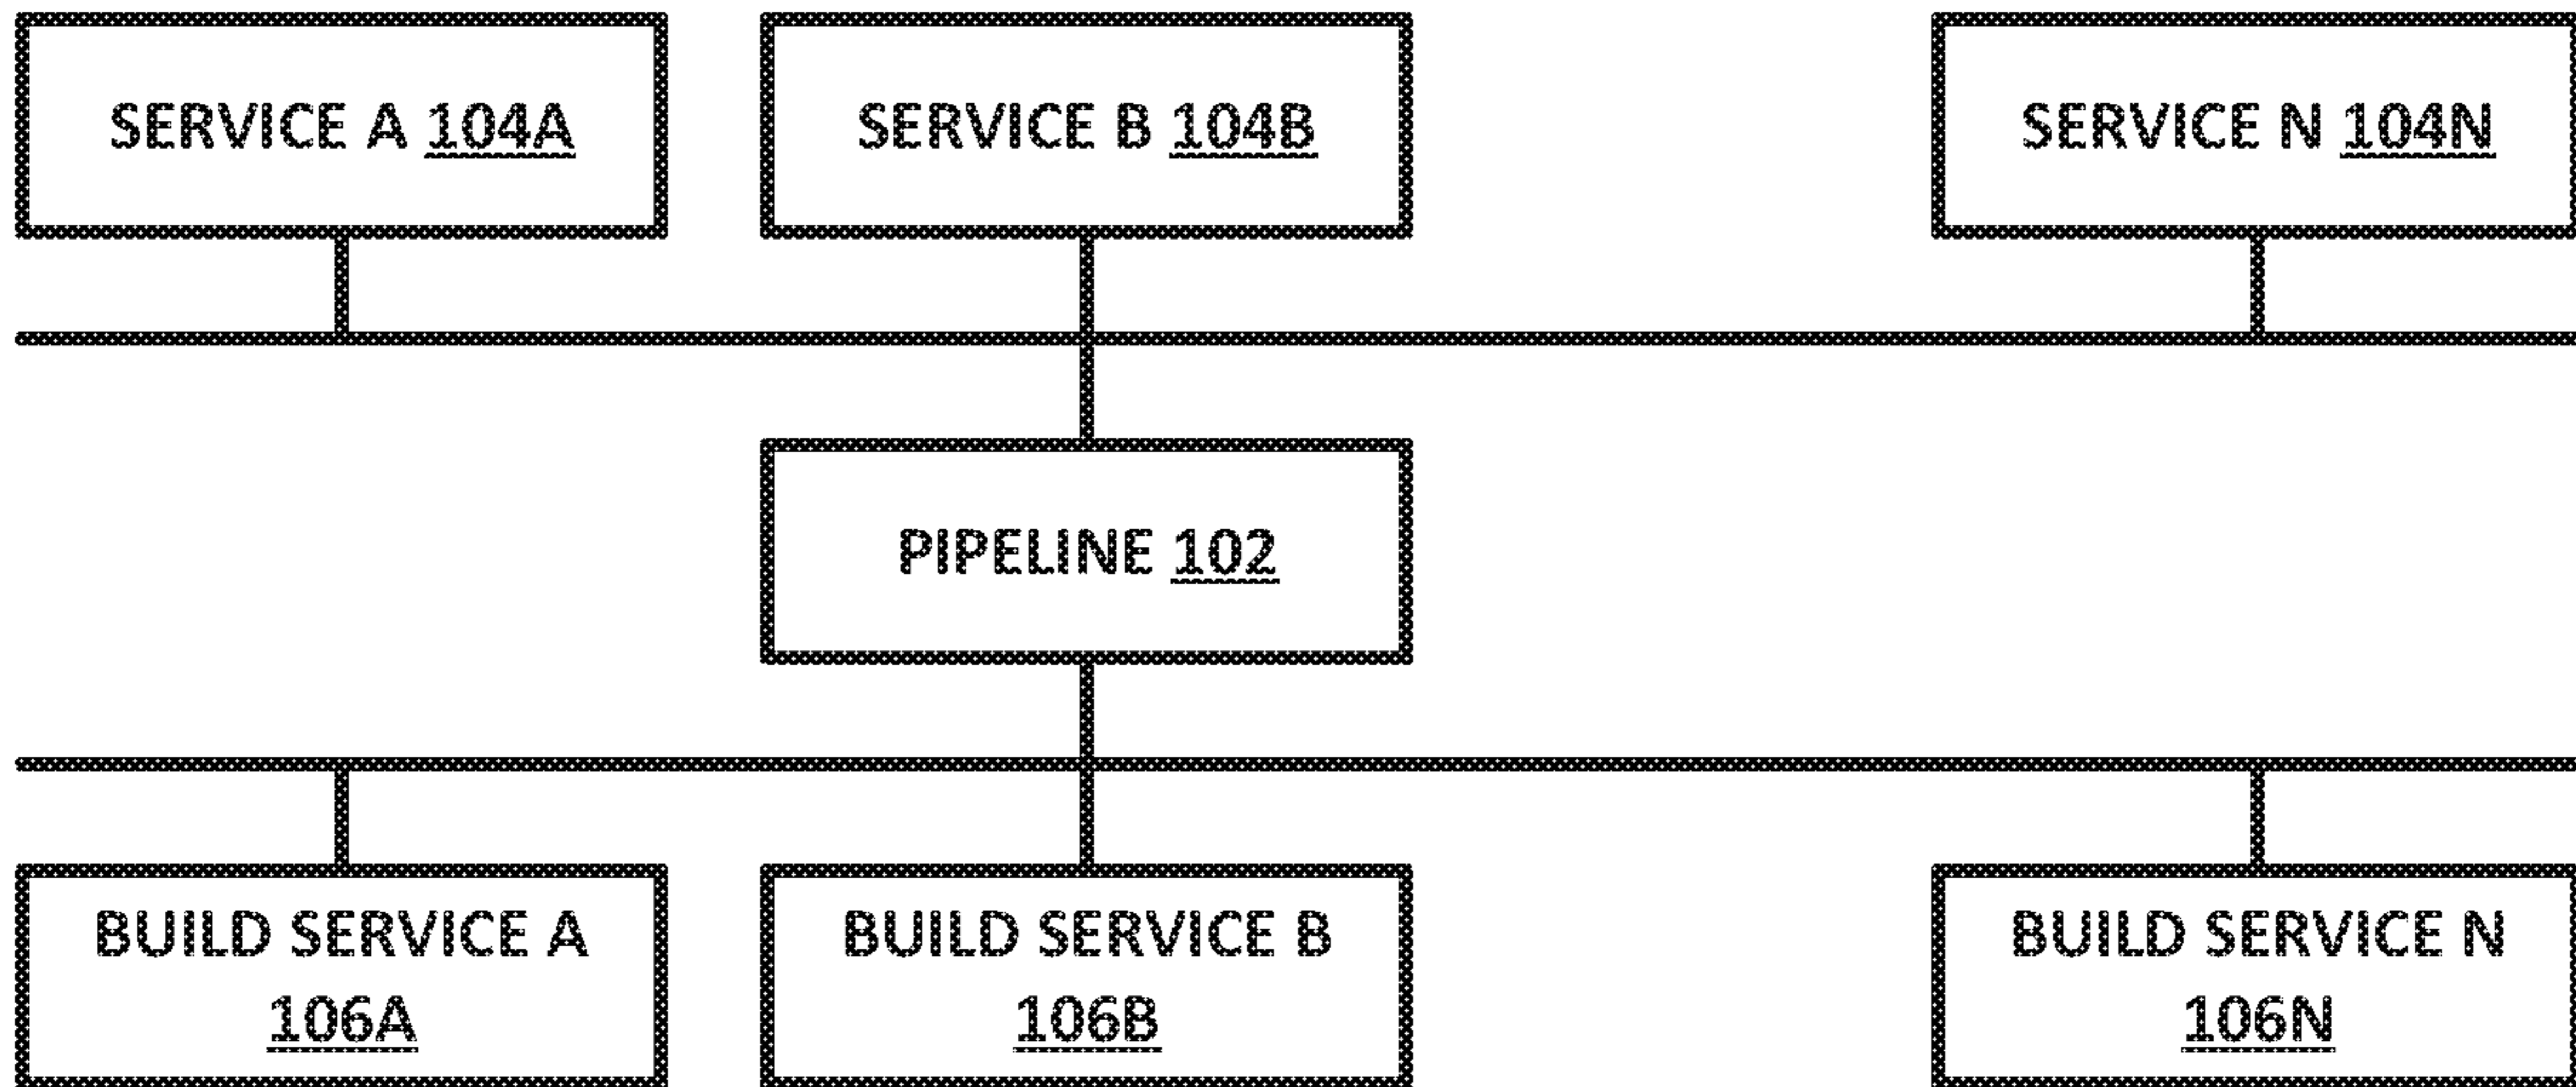 SERVICE A 104A
SERVICE B 104B
SERVICE N 104N
PIPELINE 102
BUILD SERVICE A
106A
BUILD SERVICE B
106B
BUILD SERVICE N
106N